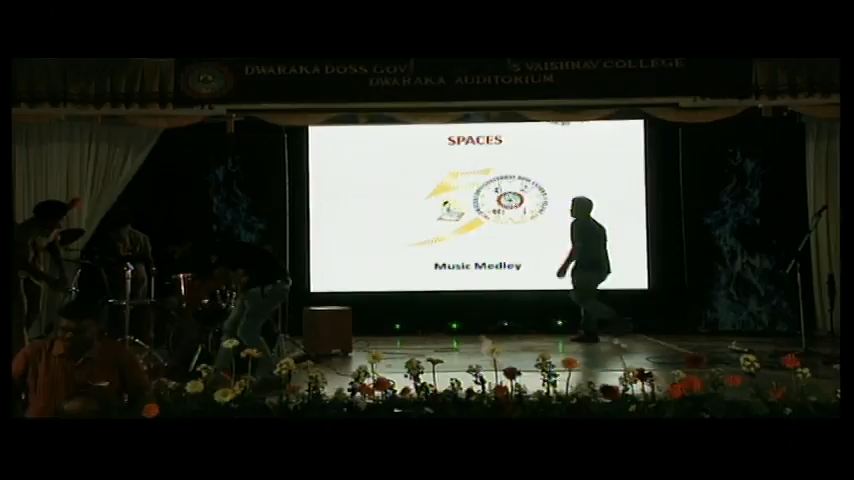 DWARAKA DOSS GOV
S VAISHNAV COLLEGE
DWARAKA AUDITORIUM
SPACES
Music Medley